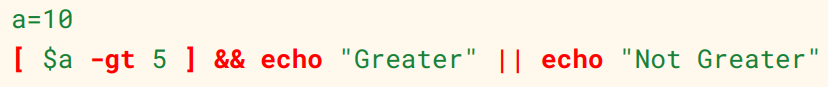 a=10
[ $a -gt 5 ] && echo "Greater" || echo "Not Greater"